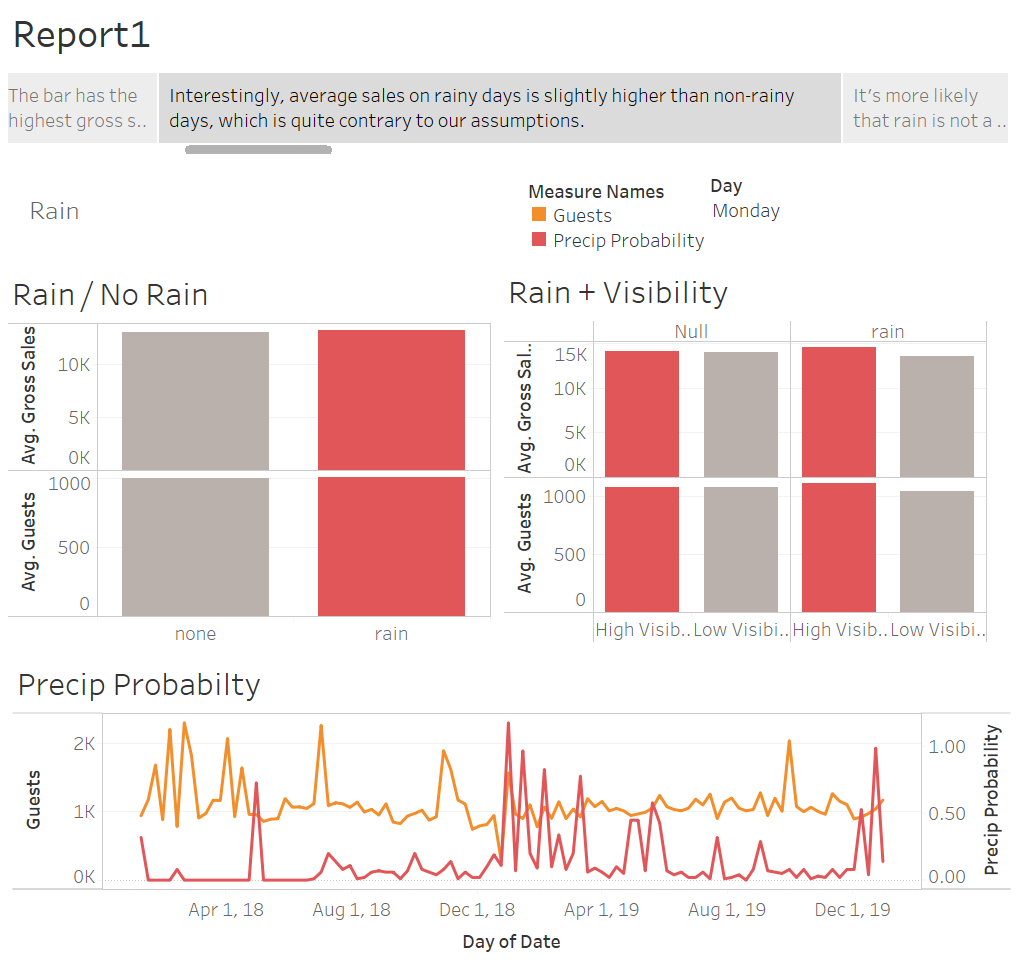 Report1
The bar has the
highest gross s..
Interestingly, average sales on rainy days is slightly higher than non-rainy
days, which is quite contrary to our assumptions.
It's more likely
that rain is not a ..
Rain
Measure Names
Guests
Precip Probability
Day
Monday
Rain / No Rain
Avg. Gross Sales
10K
5K
0K
Avg. Guests
1000
500
0
none
rain
Rain + Visibility
Null
rain
Avg. Gross Sal..
15K
10K
5K
0K
Avg. Guests
1000
500
0
High Visib..
Low Visibi..
High Visib..
Low Visibi..
Precip Probabilty
Guests
2K
1K
0K
1.00
0.50
0.00
Precip Probability
Apr 1, 18
Aug 1, 18
Dec 1, 18
Apr 1, 19
Aug 1, 19
Dec 1, 19
Day of Date